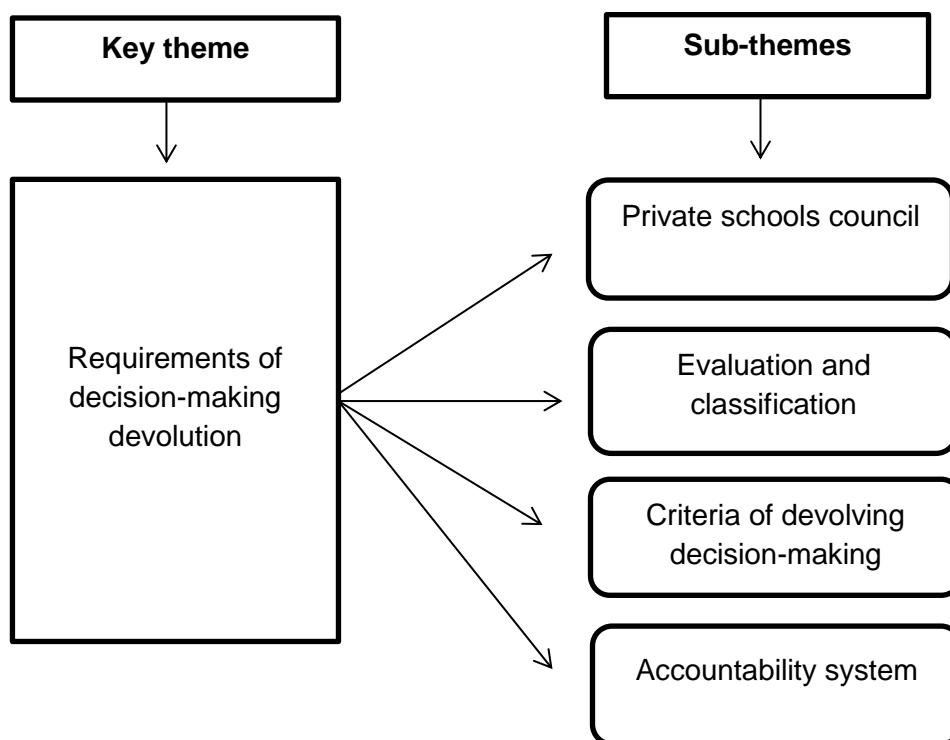 Key theme
Sub-themes
Requirements of
decision-making
devolution
Private schools council
Evaluation and
classification
Criteria of devolving
decision-making
Accountability system